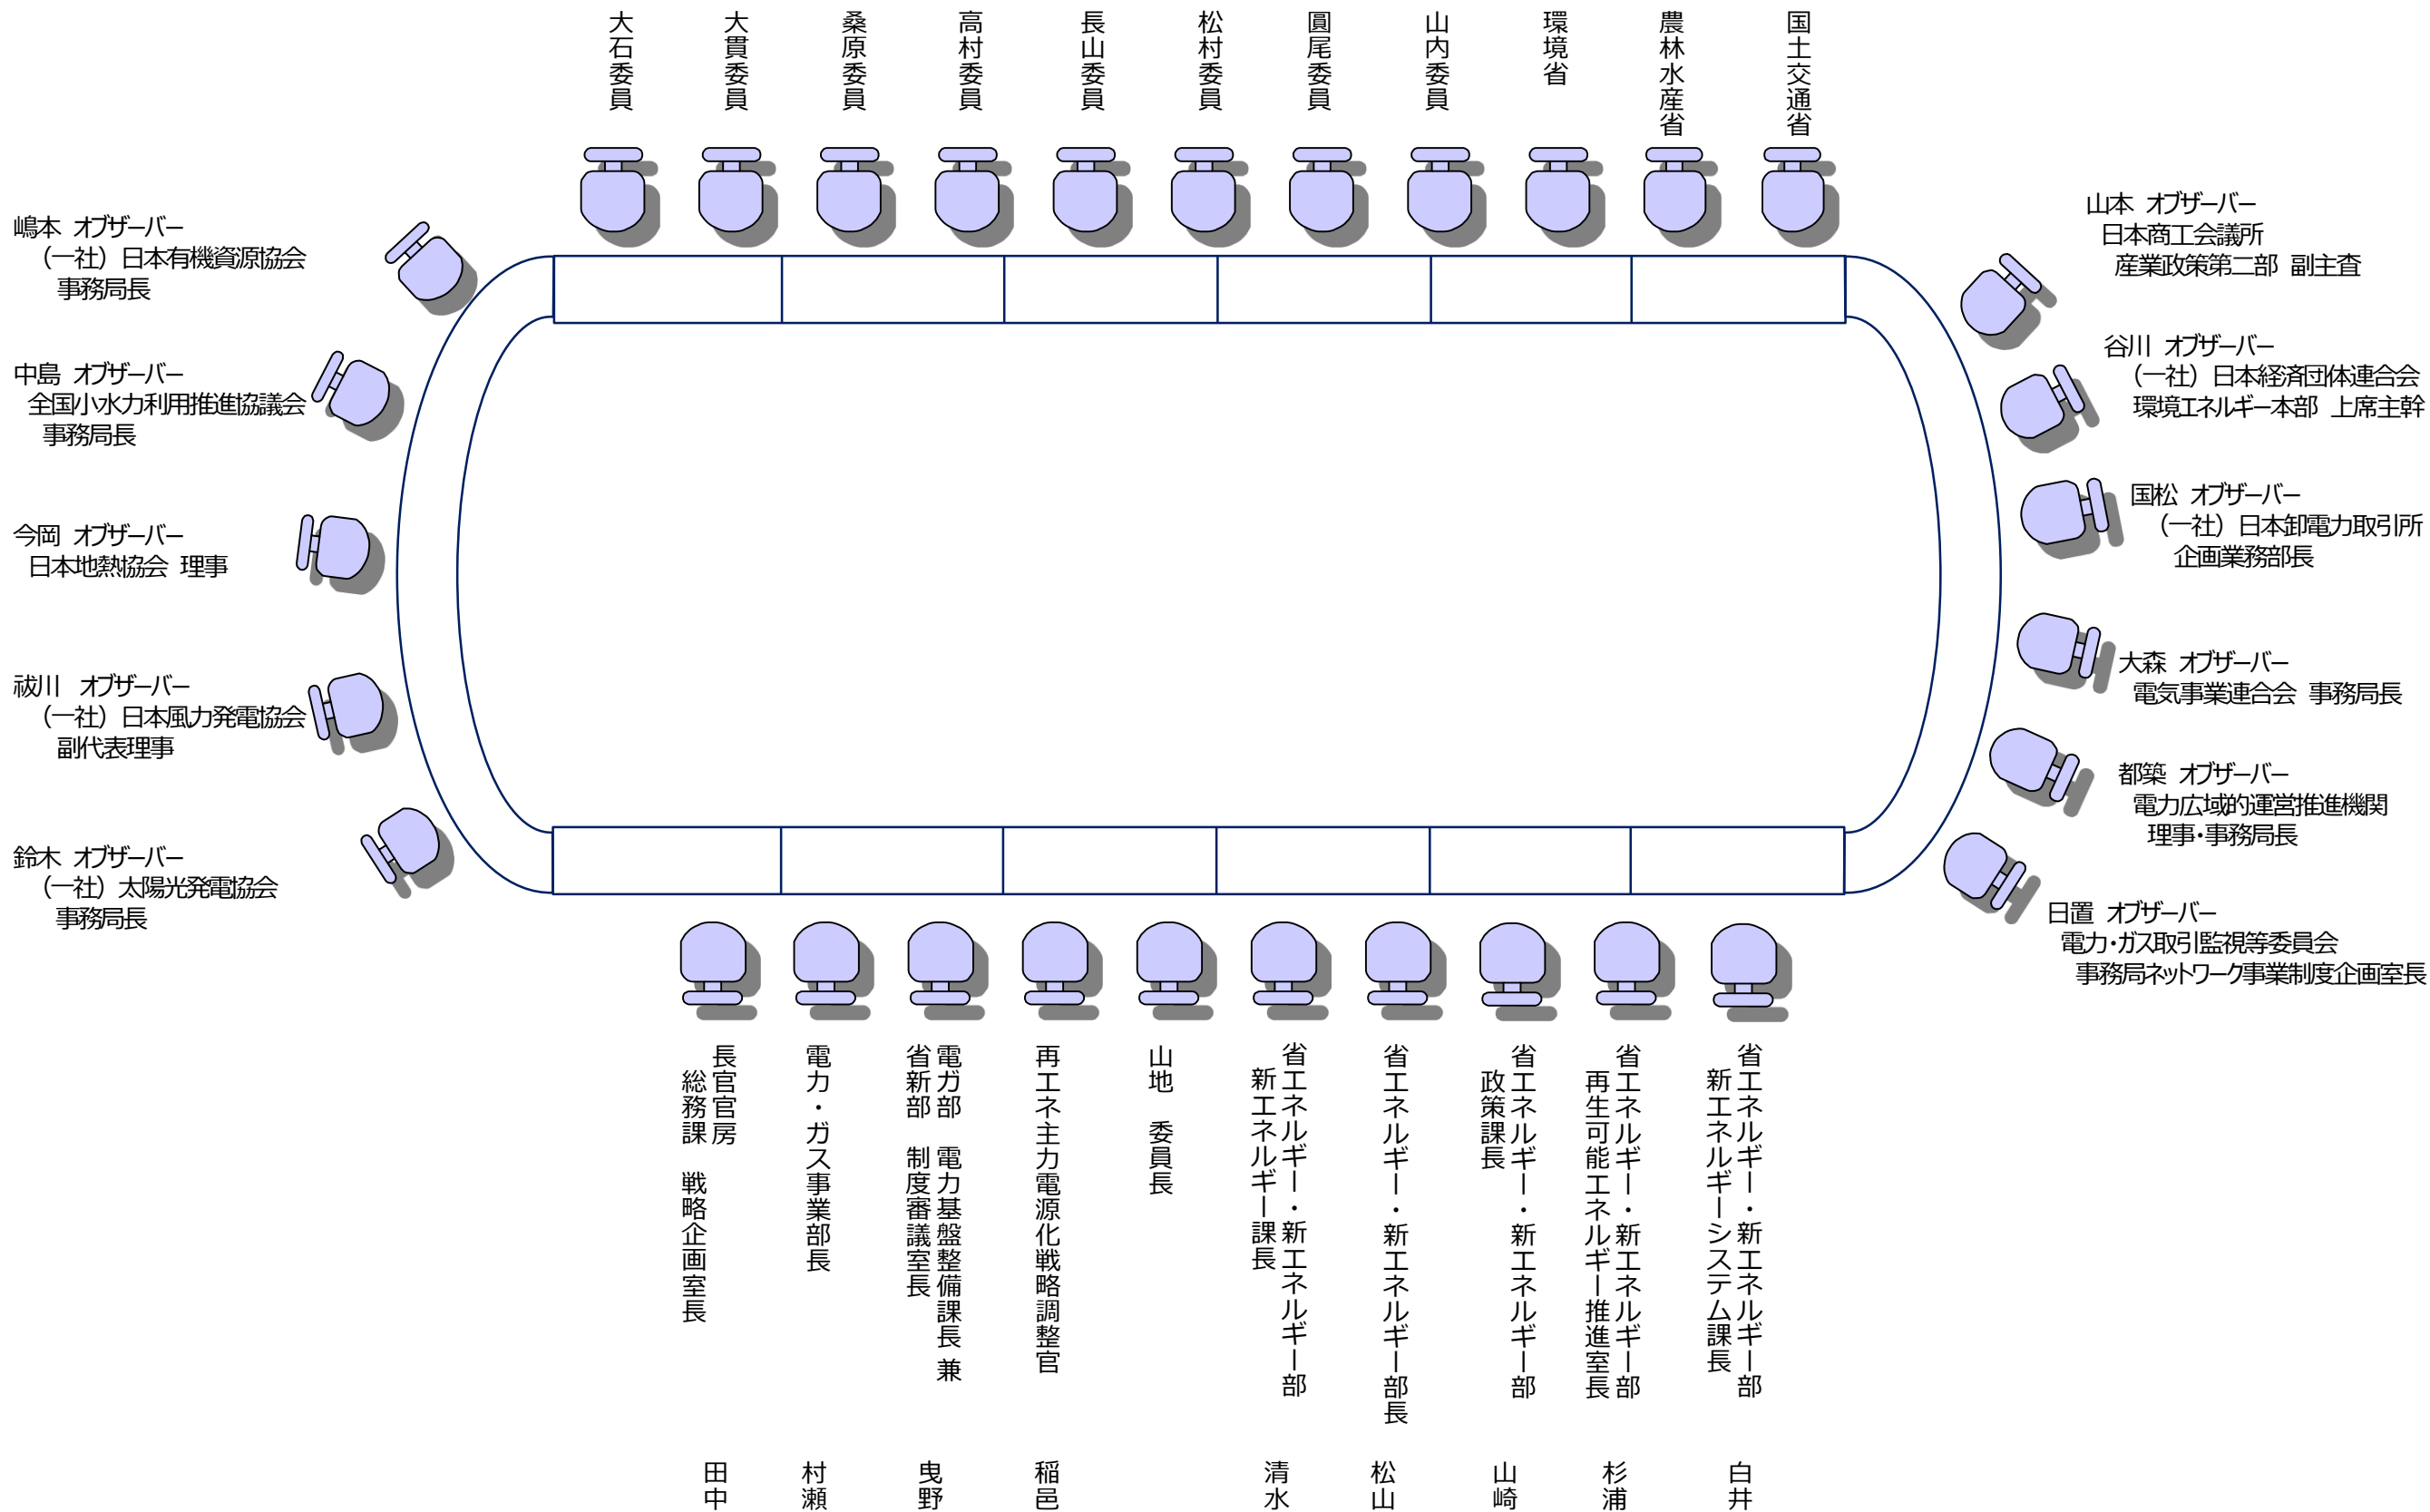 大石委員
大貫委員
桑原委員
高村委員
長山委員
松村委員
圓尾委員
山内委員
環境省
農林水産省
国土交通省
嶋本 オブザーバー
（一社）日本有機資源協会
事務局長
中島 オブザーバー
全国小水力利用推進協議会
事務局長
今岡 オブザーバー
日本地熱協会 理事
祓川 オブザーバー
（一社）日本風力発電協会
副代表理事
鈴木 オブザーバー
（一社）太陽光発電協会
事務局長
山本 オブザーバー
日本商工会議所
産業政策第二部 副主査
谷川 オブザーバー
（一社）日本経済団体連合会
環境エネルギー本部 上席主幹
国松 オブザーバー
（一社）日本卸電力取引所
企画業務部長
大森 オブザーバー
電気事業連合会 事務局長
都築 オブザーバー
電力広域的運営推進機関
理事・事務局長
日置 オブザーバー
電力・ガス取引監視等委員会
事務局ネットワーク事業制度企画室長
長官官房
総務課 戦略企画室長
田中
電力・ガス事業部長
村瀬
電ガ部 電力基盤整備課長 兼
省新部 制度審議室長
曳野
再エネ主力電源化戦略調整官
稲邑
山地 委員長
省エネルギー・新エネルギー部
新エネルギー課長
清水
省エネルギー・新エネルギー部長
松山
省エネルギー・新エネルギー部
政策課長
山崎
省エネルギー・新エネルギー部
再生可能エネルギー推進室長
杉浦
省エネルギー・新エネルギー部
新エネルギーシステム課長
白井